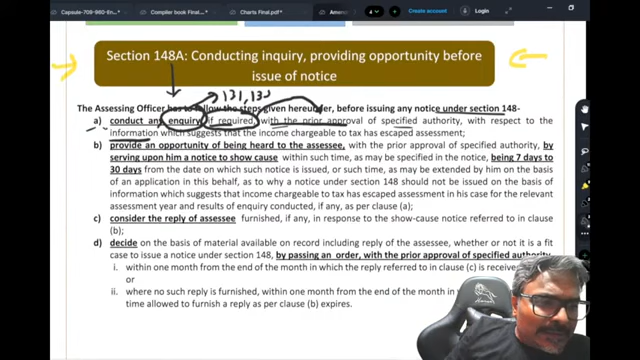 Capsule-708-980-En
Compiler book Final
Charts Final
Amen
4
Create account
Sign in
Section 148A: Conducting inquiry, providing opportunity before
issue of notice
131, 133
The Assessing Officer has to follow the steps given hereunder, before issuing any notice under section 148-
a) conduct any enquiry, if required, with the prior approval of specified authority, with respect to the
information which suggests that the income chargeable to tax has escaped assessment;
b) provide an opportunity of being heard to the assessee, with the prior approval of specified authority, by
serving upon him a notice to show cause within such time, as may be specified in the notice, being 7 days to
30 days from the date on which such notice is issued, or such time, as may be extended by him on the basis
of an application in this behalf, as to why a notice under section 148 should not be issued on the basis of
information which suggests that income chargeable to tax has escaped assessment in his case for the relevant
assessment year and results of enquiry conducted, if any, as per clause (a);
c) consider the reply of assessee furnished, if any, in response to the show-cause notice referred to in clause
(b);
d) decide on the basis of material available on record including reply of the assessee, whether or not it is a fit
case to issue a notice under section 148, by passing an order, with the prior approval of specified authority
i. within one month from the end of the month in which the reply referred to in clause (c) is receive
or
ii. where no such reply is furnished, within one month from the end of the month in
time allowed to furnish a reply as per clause (b) expires.